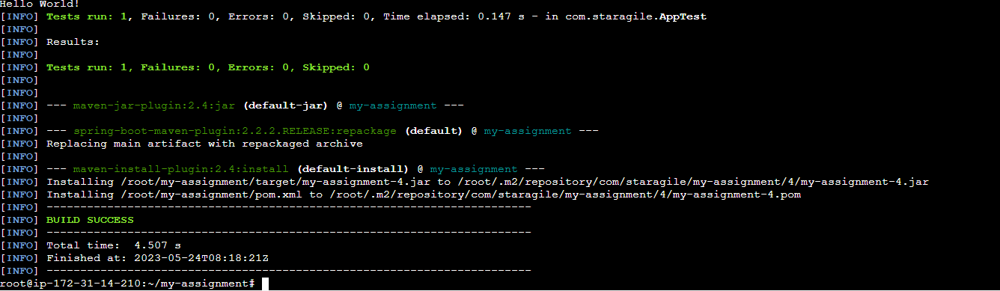 Hello World!
[INFO] Tests run: 1, Failures: 0, Errors: 0, Skipped: 0, Time elapsed: 0.147 s - in com.staragile.AppTest
[INFO]
[INFO] Results:
[INFO]
[INFO] Tests run: 1, Failures: 0, Errors: 0, Skipped: 0
[INFO]
[INFO]
[INFO] --- maven-jar-plugin:2.4:jar (default-jar) @ my-assignment ---
[INFO]
[INFO] --- spring-boot-maven-plugin:2.2.2.RELEASE:repackage (default) @ my-assignment ---
[INFO] Replacing main artifact with repackaged archive
[INFO]
[INFO] --- maven-install-plugin:2.4:install (default-install) @ my-assignment ---
[INFO] Installing /root/my-assignment/target/my-assignment-4.jar to /root/.m2/repository/com/staragile/my-assignment/4/my-assignment-4.jar
[INFO] Installing /root/my-assignment/pom.xml to /root/.m2/repository/com/staragile/my-assignment/4/my-assignment-4.pom
[INFO] ------------------------------------------------------------------------
[INFO] BUILD SUCCESS
[INFO] ------------------------------------------------------------------------
[INFO] Total time:  4.507 s
[INFO] Finished at: 2023-05-24T08:18:21Z
[INFO] ------------------------------------------------------------------------
root@ip-172-31-14-210:~/my-assignment#